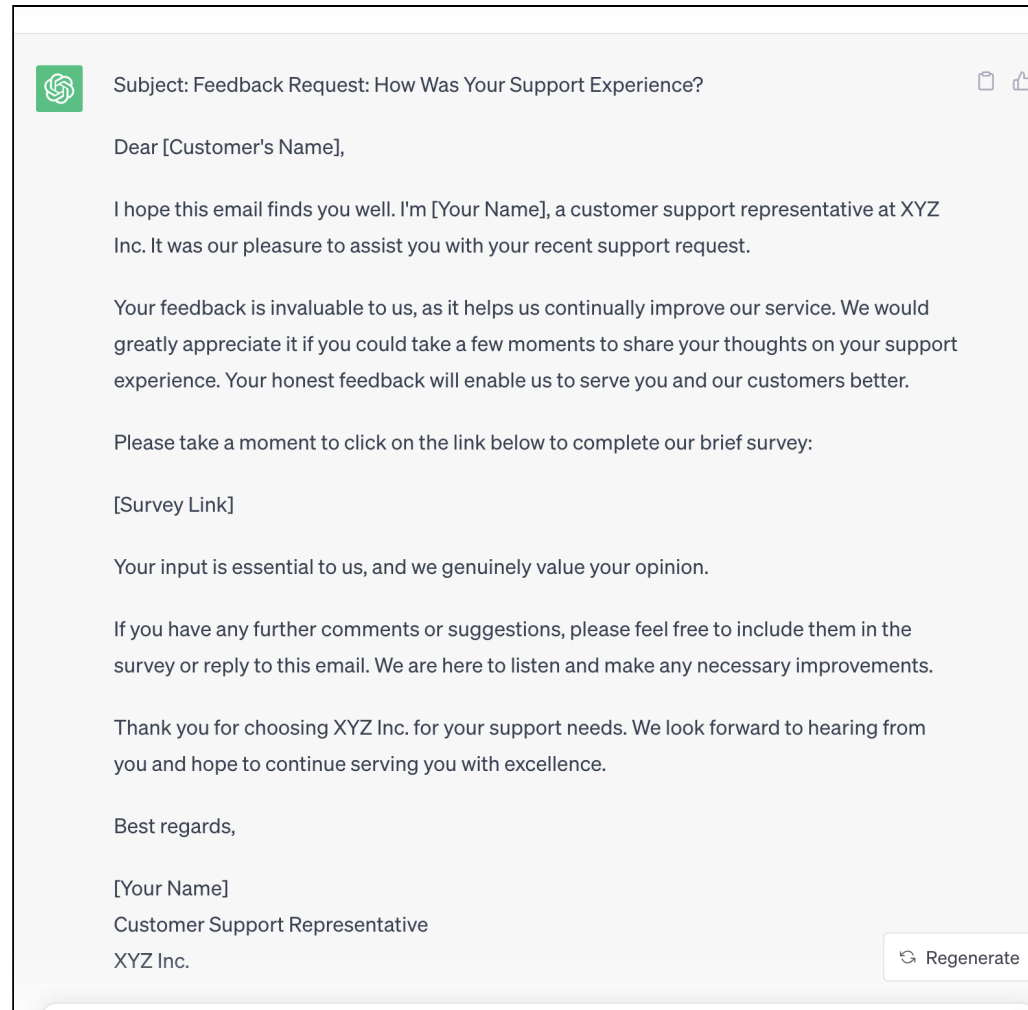 Subject: Feedback Request: How Was Your Support Experience?
Dear [Customer's Name],
I hope this email finds you well. I'm [Your Name], a customer support representative at XYZ
Inc. It was our pleasure to assist you with your recent support request.
Your feedback is invaluable to us, as it helps us continually improve our service. We would
greatly appreciate it if you could take a few moments to share your thoughts on your support
experience. Your honest feedback will enable us to serve you and our customers better.
Please take a moment to click on the link below to complete our brief survey:
[Survey Link]
Your input is essential to us, and we genuinely value your opinion.
If you have any further comments or suggestions, please feel free to include them in the
survey or reply to this email. We are here to listen and make any necessary improvements.
Thank you for choosing XYZ Inc. for your support needs. We look forward to hearing from
you and hope to continue serving you with excellence.
Best regards,
[Your Name]
Customer Support Representative
XYZ Inc.
Regenerate